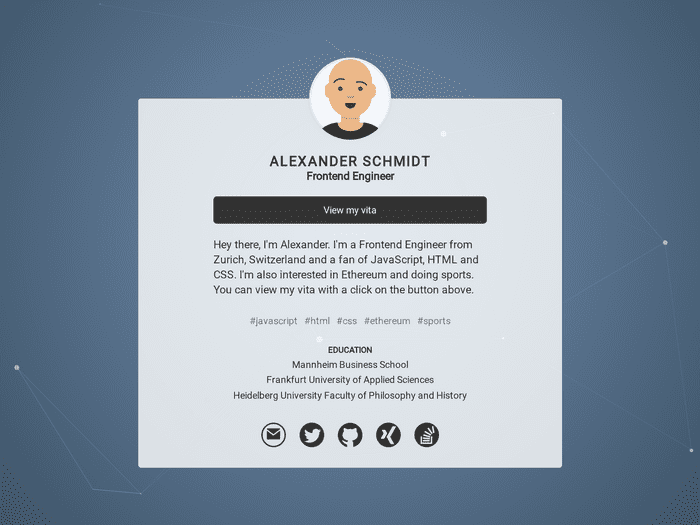 ALEXANDER SCHMIDT
Frontend Engineer
View my vita
Hey there, I'm Alexander. I'm a Frontend Engineer from
Zurich, Switzerland and a fan of JavaScript, HTML and
CSS. I'm also interested in Ethereum and doing sports.
You can view my vita with a click on the button above.
#javascript #html #css #ethereum #sports
EDUCATION
Mannheim Business School
Frankfurt University of Applied Sciences
Heidelberg University Faculty of Philosophy and History